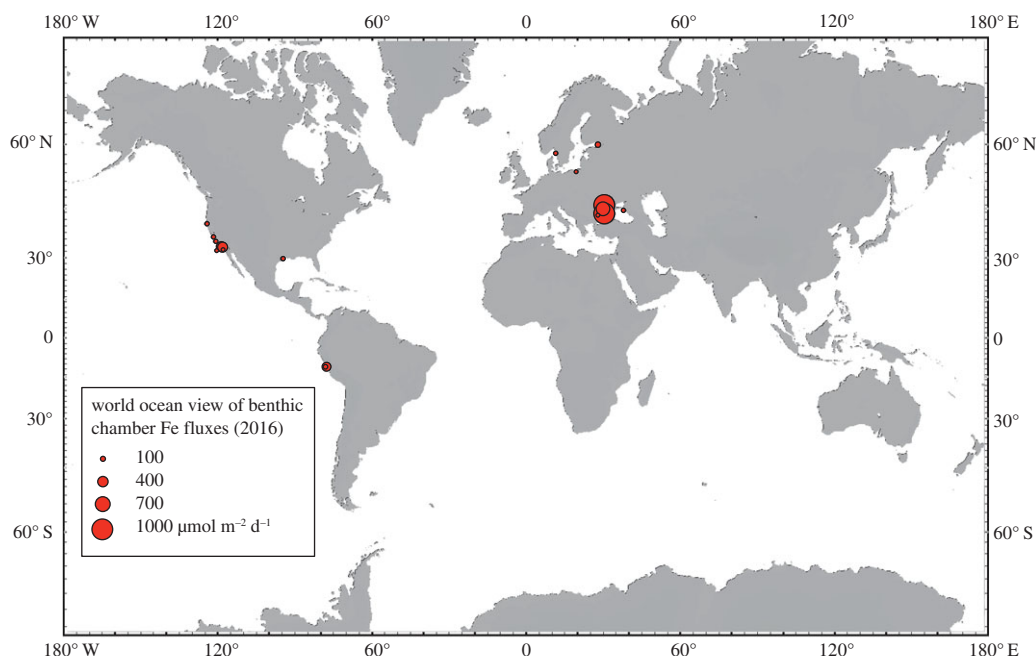 180° W 120° 60° 0 60° 120° 180° E
60° N 60° N
30° 30°
0 0
30° 30°
60° S 60° S
world ocean view of benthic
chamber Fe fluxes (2016)
100
400
700
1000 µmol m⁻² d⁻¹
180° W 120° 60° 0 60° 120° 180° E